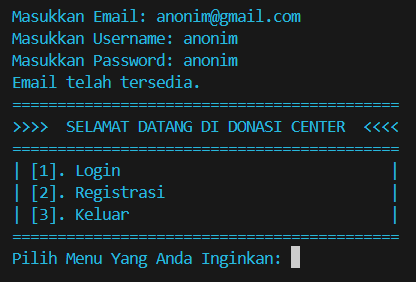 Masukkan Email: anonim@gmail.com
Masukkan Username: anonim
Masukkan Password: anonim
Email telah tersedia.
===========================================
>>>>  SELAMAT DATANG DI DONASI CENTER  <<<<
===========================================
| [1]. Login                              |
| [2]. Registrasi                         |
| [3]. Keluar                             |
===========================================
Pilih Menu Yang Anda Inginkan: